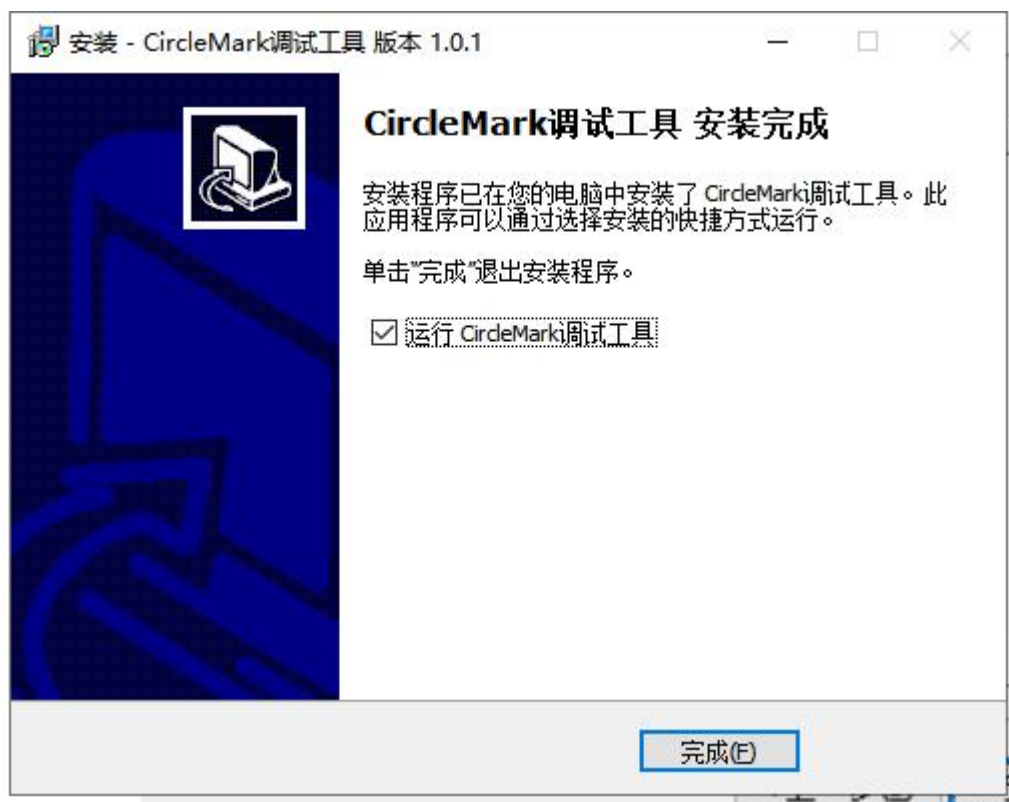 安装 - CircleMark调试工具 版本 1.0.1
CircleMark调试工具 安装完成
安装程序已在您的电脑中安装了 CircleMark调试工具。此
应用程序可以通过选择安装的快捷方式运行。
单击"完成"退出安装程序。
运行 CircleMark调试工具
完成(F)